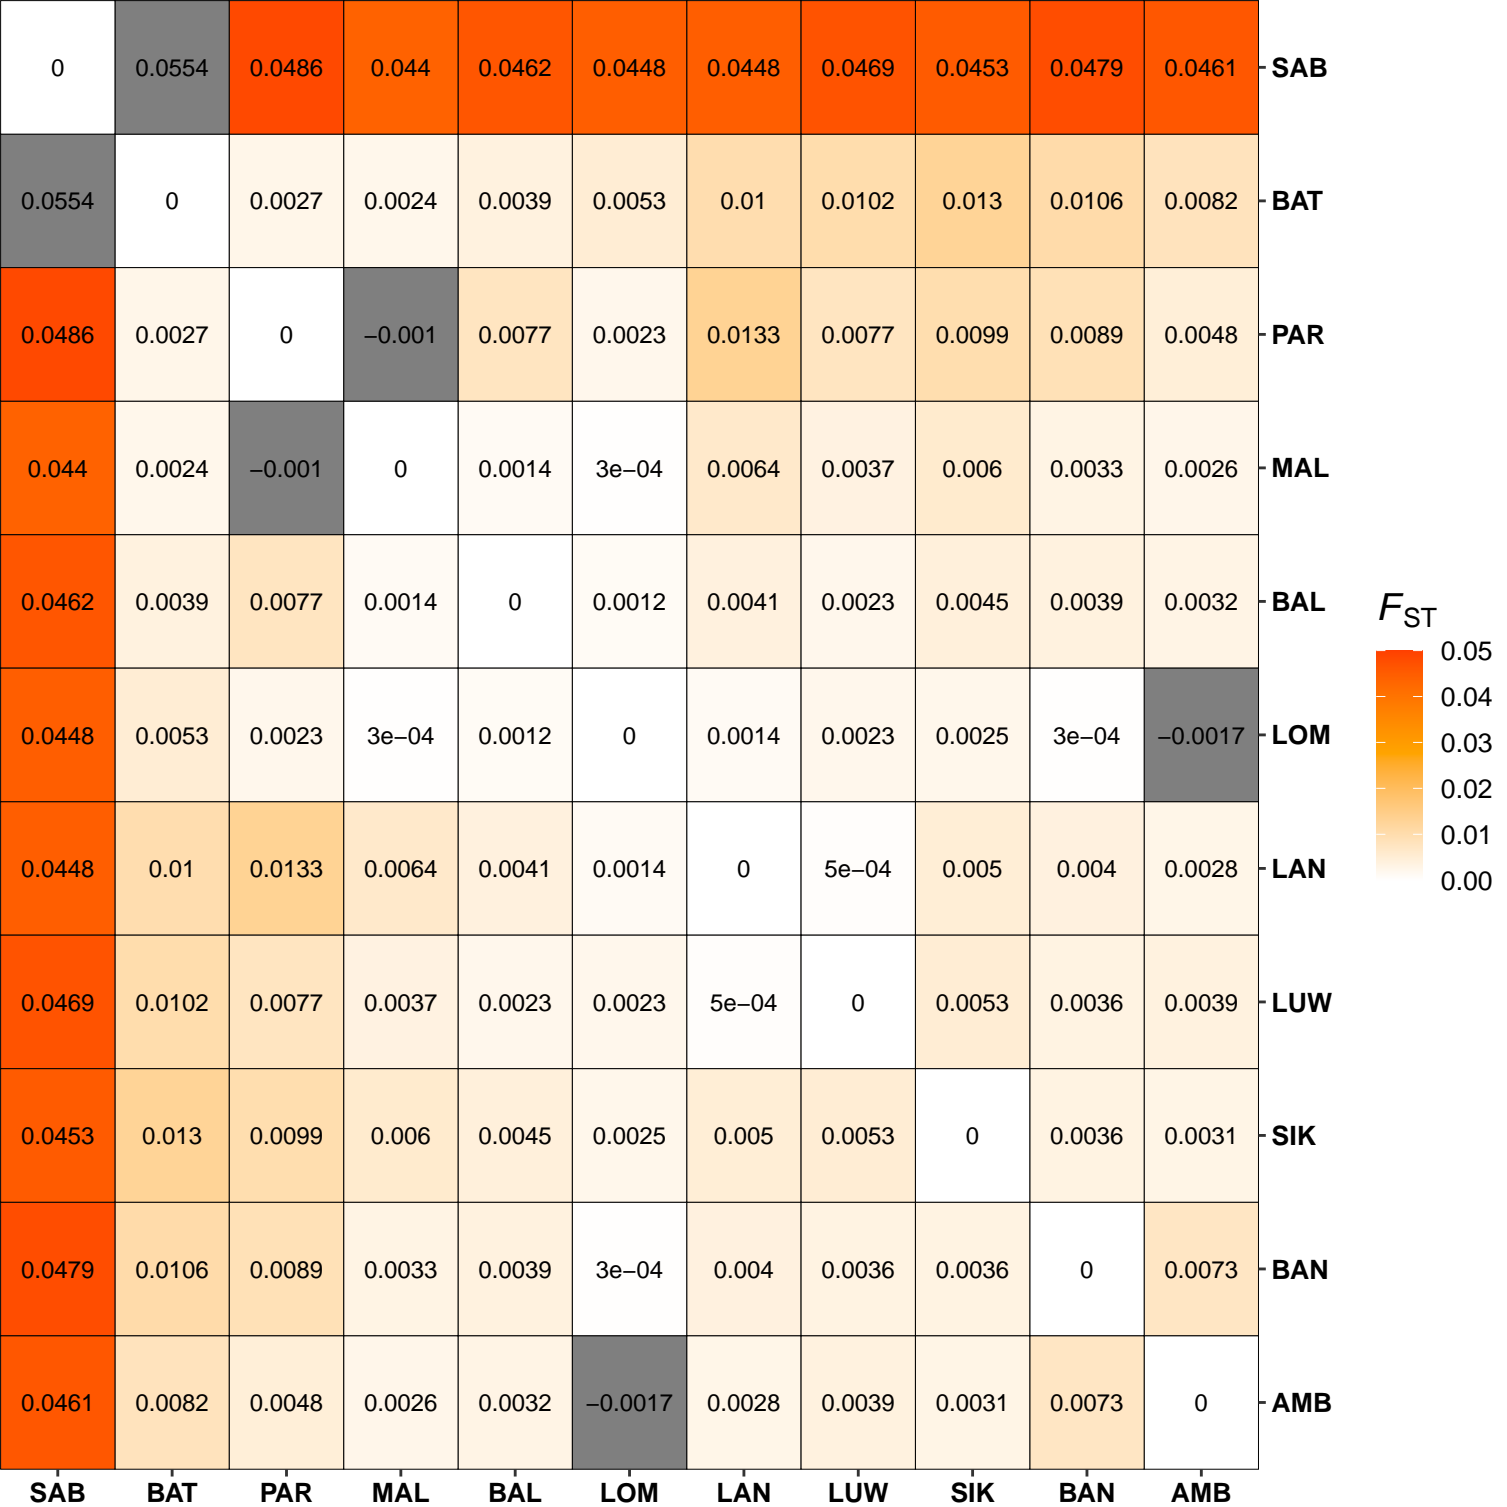 0 0.0554 0.0486 0.044 0.0462 0.0448 0.0448 0.0469 0.0453 0.0479 0.0461 SAB
0.0554 0 0.0027 0.0024 0.0039 0.0053 0.01 0.0102 0.013 0.0106 0.0082 BAT
0.0486 0.0027 0 −0.001 0.0077 0.0023 0.0133 0.0077 0.0099 0.0089 0.0048 PAR
0.044 0.0024 −0.001 0 0.0014 3e−04 0.0064 0.0037 0.006 0.0033 0.0026 MAL
0.0462 0.0039 0.0077 0.0014 0 0.0012 0.0041 0.0023 0.0045 0.0039 0.0032 BAL
0.0448 0.0053 0.0023 3e−04 0.0012 0 0.0014 0.0023 0.0025 3e−04 −0.0017 LOM
0.0448 0.01 0.0133 0.0064 0.0041 0.0014 0 5e−04 0.005 0.004 0.0028 LAN
0.0469 0.0102 0.0077 0.0037 0.0023 0.0023 5e−04 0 0.0053 0.0036 0.0039 LUW
0.0453 0.013 0.0099 0.006 0.0045 0.0025 0.005 0.0053 0 0.0036 0.0031 SIK
0.0479 0.0106 0.0089 0.0033 0.0039 3e−04 0.004 0.0036 0.0036 0 0.0073 BAN
0.0461 0.0082 0.0048 0.0026 0.0032 −0.0017 0.0028 0.0039 0.0031 0.0073 0 AMB
SAB BAT PAR MAL BAL LOM LAN LUW SIK BAN AMB
FST
0.05
0.04
0.03
0.02
0.01
0.00